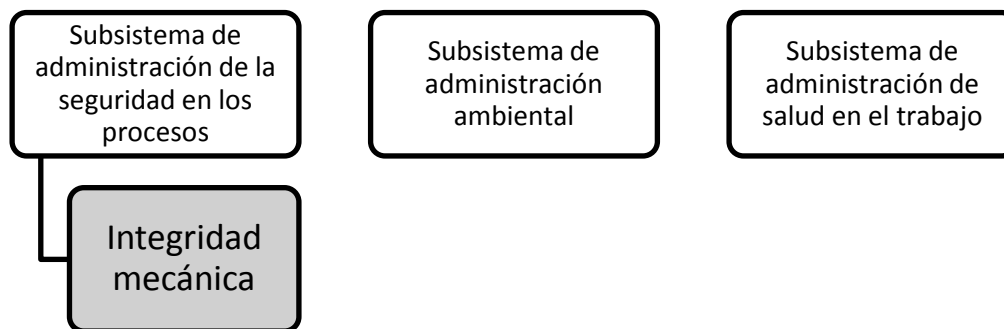 Subsistema de
administración de la
seguridad en los
procesos
Subsistema de
administración
ambiental
Subsistema de
administración de
salud en el trabajo
Integridad
mecánica